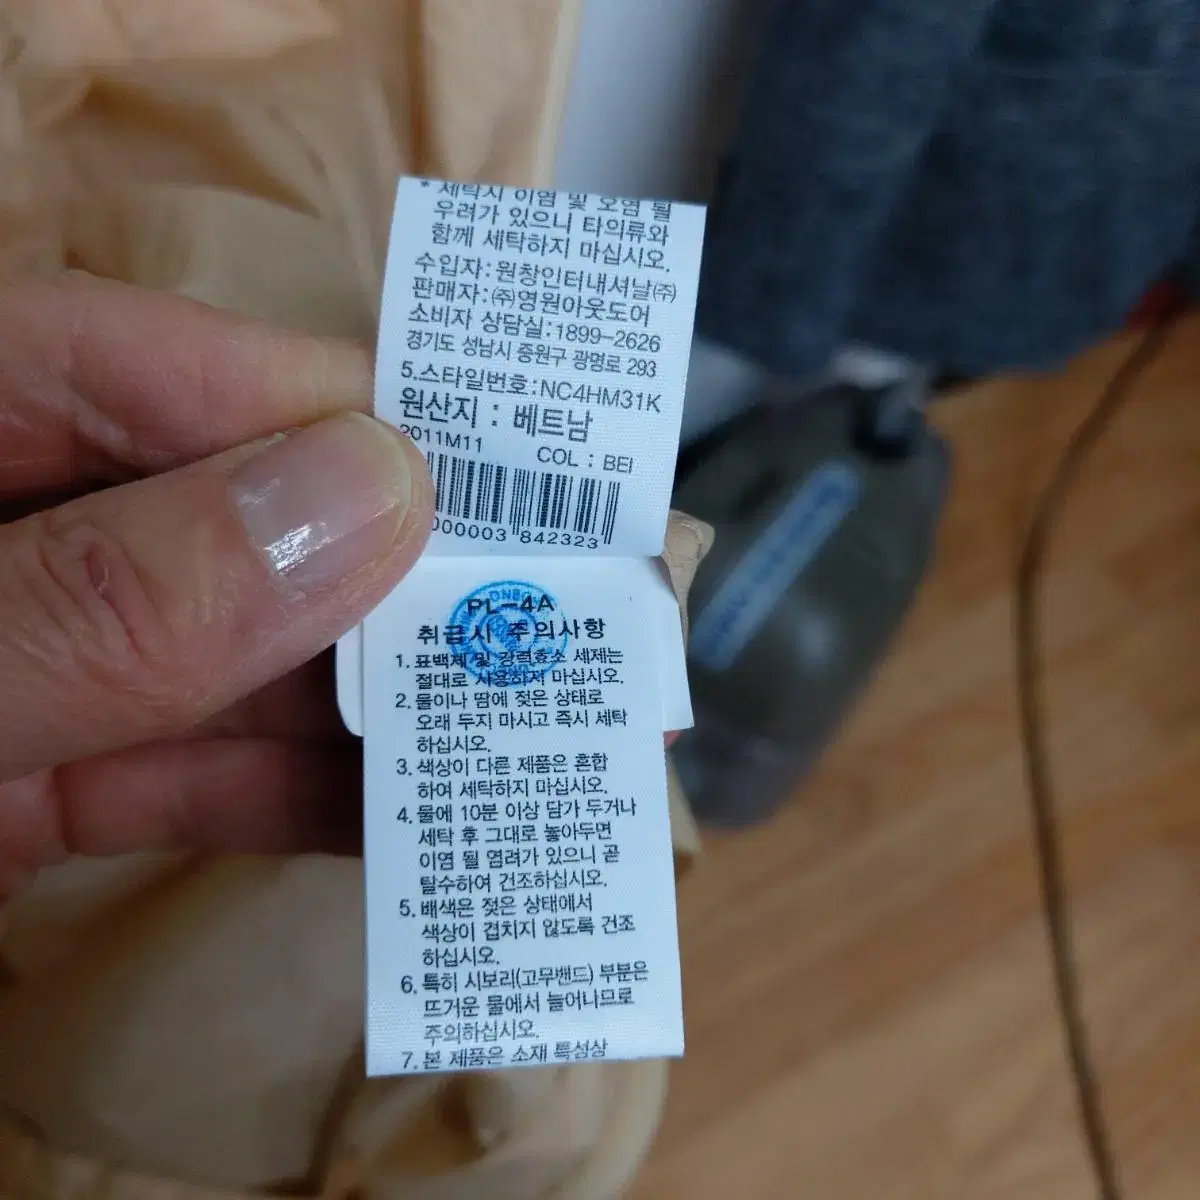 * 세탁시 이염 및 오염 될
우려가 있으니 타의류와
함께 세탁하지 마십시오.
수입자:원창인터내셔날㈜
판매자:㈜영원아웃도어
소비자 상담실:1899-2626
경기도 성남시 중원구 광명로 293
5.스타일번호:NC4HM31K
원산지 : 베트남
2011M11 COL : BEI
000003 842323
PL-4A
취급시 주의사항
1. 표백제 및 강력효소 세제는
절대로 사용하지 마십시오.
2. 물이나 땀에 젖은 상태로
오래 두지 마시고 즉시 세탁
하십시오.
3. 색상이 다른 제품은 혼합
하여 세탁하지 마십시오.
4. 물에 10분 이상 담가 두거나
세탁 후 그대로 놓아두면
이염 될 염려가 있으니 곧
탈수하여 건조하십시오.
5. 배색은 젖은 상태에서
색상이 겹치지 않도록 건조
하십시오.
6. 특히 시보리(고무밴드) 부분은
뜨거운 물에서 늘어나므로
주의하십시오.
7. 본 제품은 소재 특성상